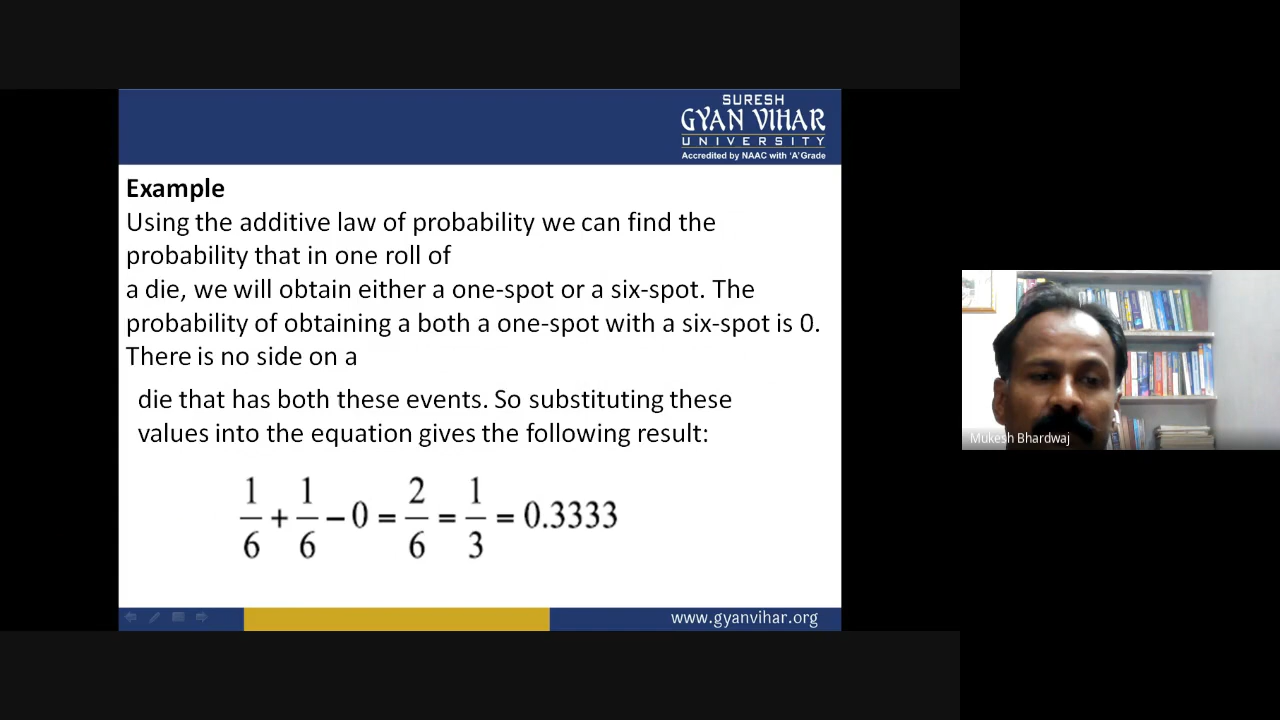 SURESH
GYAN VIHAR
UNIVERSITY
Accredited by NAAC with 'A' Grade
Example
Using the additive law of probability we can find the
probability that in one roll of
a die, we will obtain either a one-spot or a six-spot. The
probability of obtaining a both a one-spot with a six-spot is 0.
There is no side on a
die that has both these events. So substituting these
values into the equation gives the following result:
1/6 + 1/6 − 0 = 2/6 = 1/3 = 0.3333
www.gyanvihar.org
Mukesh Bhardwaj